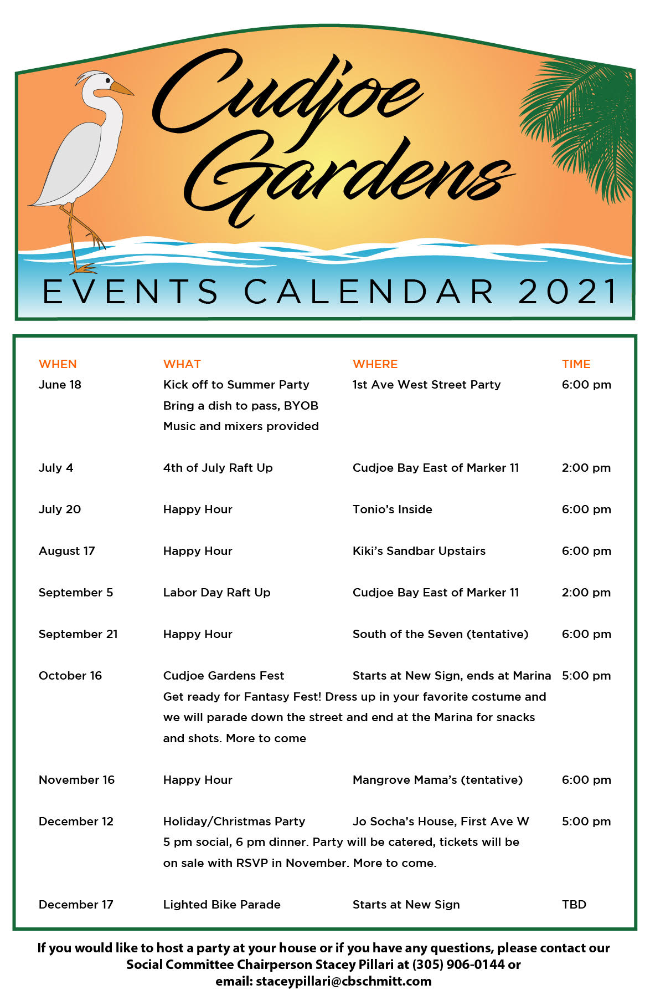 Cudjoe
Gardens
EVENTS CALENDAR 2021
WHEN WHAT WHERE TIME
June 18 Kick off to Summer Party 1st Ave West Street Party 6:00 pm
Bring a dish to pass, BYOB
Music and mixers provided
July 4 4th of July Raft Up Cudjoe Bay East of Marker 11 2:00 pm
July 20 Happy Hour Tonio’s Inside 6:00 pm
August 17 Happy Hour Kiki’s Sandbar Upstairs 6:00 pm
September 5 Labor Day Raft Up Cudjoe Bay East of Marker 11 2:00 pm
September 21 Happy Hour South of the Seven (tentative) 6:00 pm
October 16 Cudjoe Gardens Fest Starts at New Sign, ends at Marina 5:00 pm
Get ready for Fantasy Fest! Dress up in your favorite costume and
we will parade down the street and end at the Marina for snacks
and shots. More to come
November 16 Happy Hour Mangrove Mama’s (tentative) 6:00 pm
December 12 Holiday/Christmas Party Jo Socha’s House, First Ave W 5:00 pm
5 pm social, 6 pm dinner. Party will be catered, tickets will be
on sale with RSVP in November. More to come.
December 17 Lighted Bike Parade Starts at New Sign TBD
If you would like to host a party at your house or if you have any questions, please contact our
Social Committee Chairperson Stacey Pillari at (305) 906-0144 or
email: staceypillari@cbschmitt.com